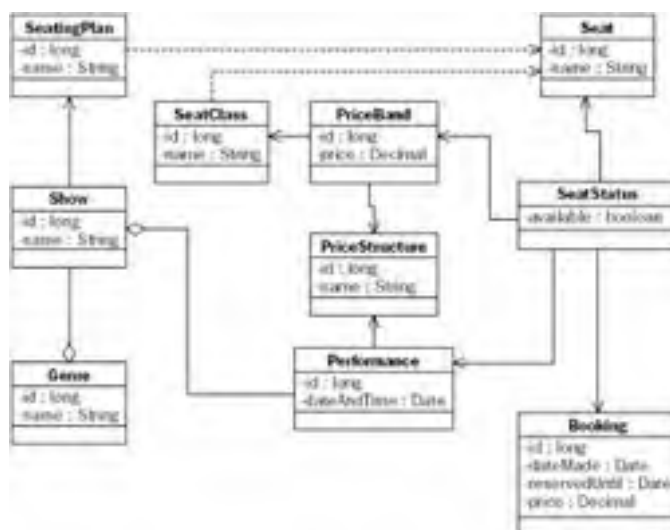 SeatingPlan
-id : long
-name : String
Seat
-id : long
-name : String
SeatClass
-id : long
-name : String
PriceBand
-id : long
-price : Decimal
Show
-id : long
-name : String
SeatStatus
-available : boolean
PriceStructure
-id : long
-name : String
Genre
-id : long
-name : String
Performance
-id : long
-dateAndTime : Date
Booking
-id : long
-dateMade : Date
-reservedUntil : Date
-price : Decimal